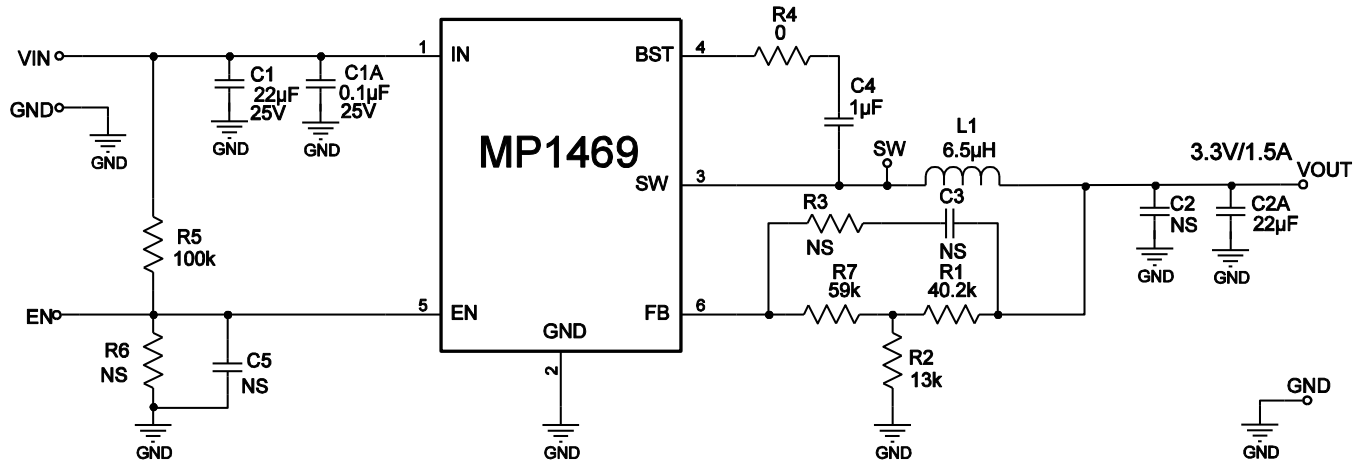 VIN
GND
GND
C1
22µF
25V
GND
C1A
0.1µF
25V
GND
R5
100k
EN
R6
NS
C5
NS
GND
1
IN
BST
4
MP1469
SW
3
5
EN
FB
6
GND
2
GND
R4
0
C4
1µF
SW
L1
6.5µH
R3
NS
C3
NS
R7
59k
R1
40.2k
R2
13k
GND
3.3V/1.5A
VOUT
C2
NS
GND
C2A
22µF
GND
GND
GND